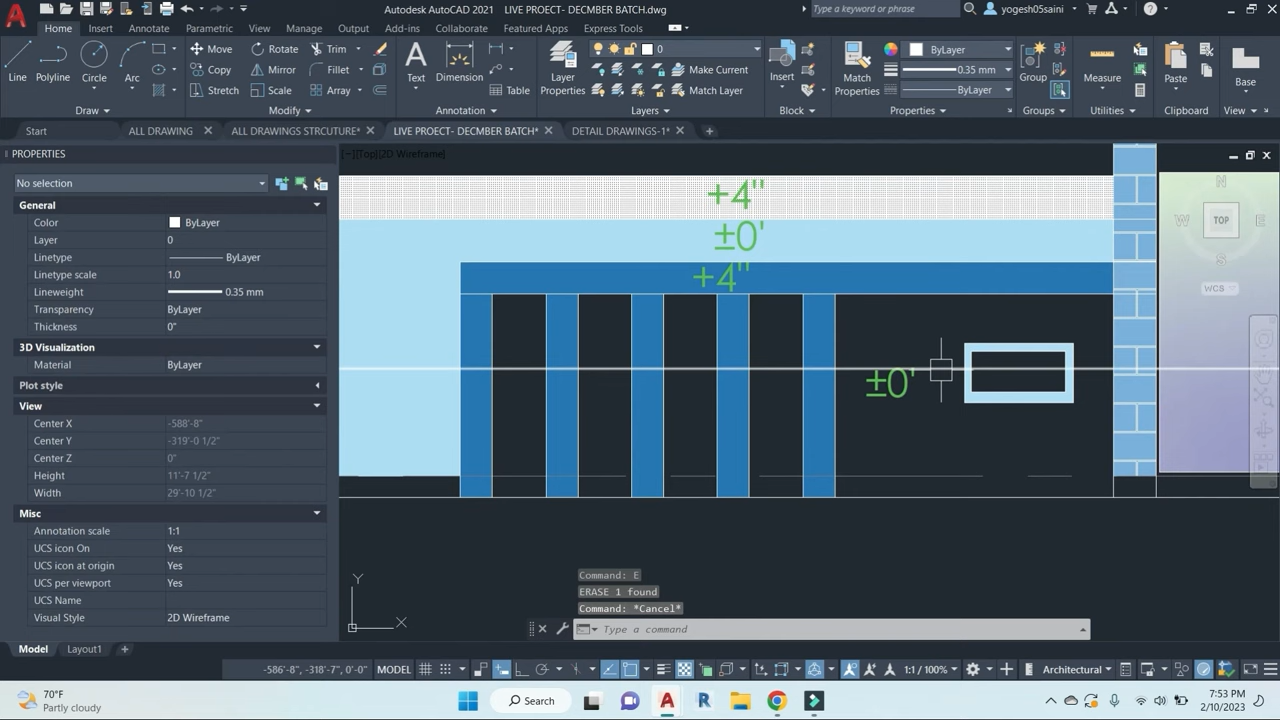 Autodesk AutoCAD 2021 LIVE PROJECT- DECMBER BATCH.dwg
Type a keyword or phrase
yogesh05saini
Home Insert Annotate Parametric View Manage Output Add-ins Collaborate Featured Apps Express Tools
Line Polyline Circle Arc
Move Rotate Trim
Copy Mirror Fillet
Stretch Scale Array
Text Dimension
Table
Layer Properties
0
Make Current
Match Layer
Insert
Match Properties
ByLayer
0.35 mm
ByLayer
Group
Measure
Paste
Base
Draw Modify Annotation Layers Block Properties Groups Utilities Clipboard View
Start ALL DRAWING ALL DRAWINGS STRCUTURE* LIVE PROECT- DECMBER BATCH* DETAIL DRAWINGS-1*
PROPERTIES
[−][Top][2D Wireframe]
No selection
General
Color ByLayer
Layer 0
Linetype ByLayer
Linetype scale 1.0
Lineweight 0.35 mm
Transparency ByLayer
Thickness 0"
3D Visualization
Material ByLayer
Plot style
View
Center X -588'-8"
Center Y -319'-0 1/2"
Center Z 0"
Height 11'-7 1/2"
Width 29'-10 1/2"
Misc
Annotation scale 1:1
UCS icon On Yes
UCS icon at origin Yes
UCS per viewport Yes
UCS Name
Visual Style 2D Wireframe
+4"
±0'
+4"
±0'
N
W TOP E
S
WCS
Y
X
Command: E
ERASE 1 found
Command: *Cancel*
Type a command
Model Layout1 +
-586'-8", -318'-7", 0'-0" MODEL 1:1 / 100% Architectural
70°F
Partly cloudy
Search
7:53 PM
2/10/2023